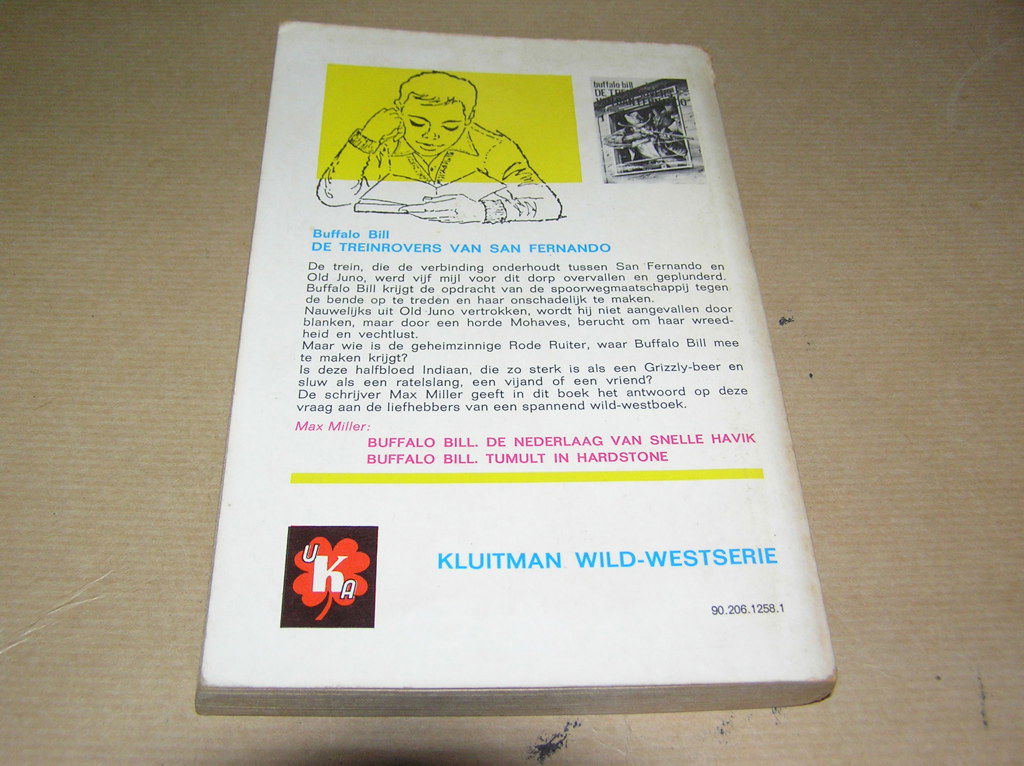 buffalo bill
Buffalo Bill
DE TREINROVERS VAN SAN FERNANDO
De trein, die de verbinding onderhoudt tussen San Fernando en
Old Juno, werd vijf mijl voor dit dorp overvallen en geplunderd.
Buffalo Bill krijgt de opdracht van de spoorwegmaatschappij tegen
de bende op te treden en haar onschadelijk te maken.
Nauwelijks uit Old Juno vertrokken, wordt hij niet aangevallen door
blanken, maar door een horde Mohaves, berucht om haar wreed-
heid en vechtlust.
Maar wie is de geheimzinnige Rode Ruiter, waar Buffalo Bill mee
te maken krijgt?
Is deze halfbloed Indiaan, die zo sterk is als een Grizzly-beer en
sluw als een ratelslang, een vijand of een vriend?
De schrijver Max Miller geeft in dit boek het antwoord op deze
vraag aan de liefhebbers van een spannend wild-westboek.
Max Miller:
BUFFALO BILL. DE NEDERLAAG VAN SNELLE HAVIK
BUFFALO BILL. TUMULT IN HARDSTONE
UKA
KLUITMAN WILD-WESTSERIE
90.206.1258.1